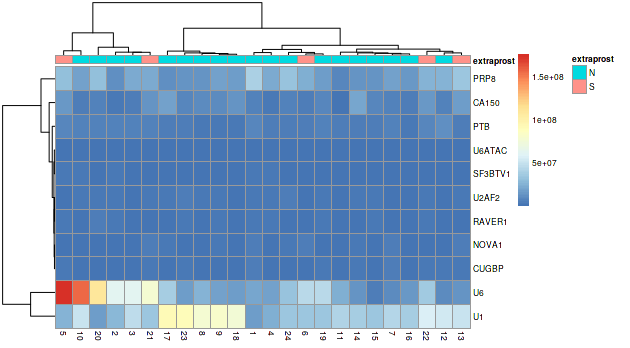 extraprost
PRP8
CA150
PTB
U6ATAC
SF3BTV1
U2AF2
RAVER1
NOVA1
CUGBP
U6
U1
5 10 20 2 3 21 17 23 8 9 18 1 4 24 6 19 11 14 15 7 16 22 12 13
1.5e+08
1e+08
5e+07
extraprost
N
S